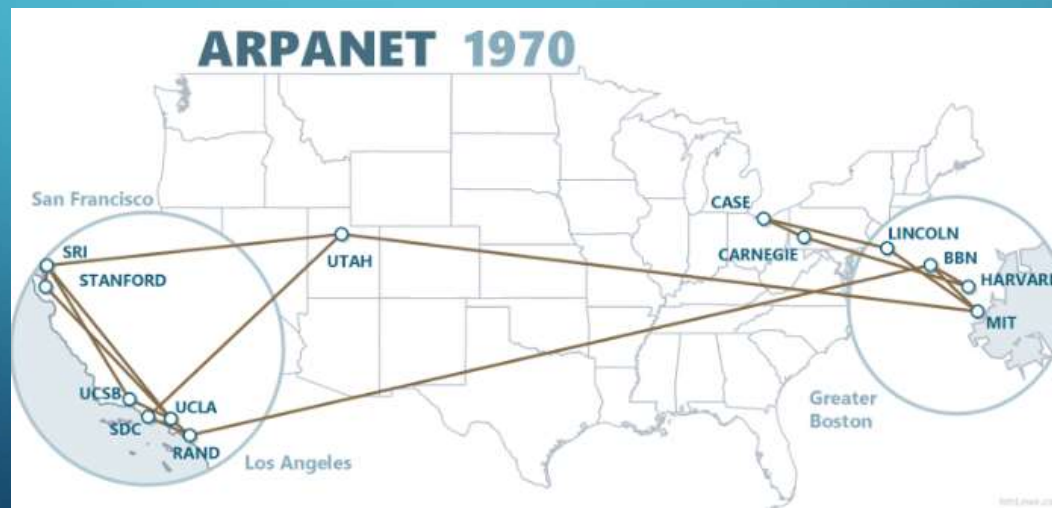 ARPANET 1970
San Francisco
SRI
STANFORD
UTAH
CASE
CARNEGIE
LINCOLN
BBN
HARVARD
MIT
UCSB
UCLA
SDC
RAND
Los Angeles
Greater
Boston